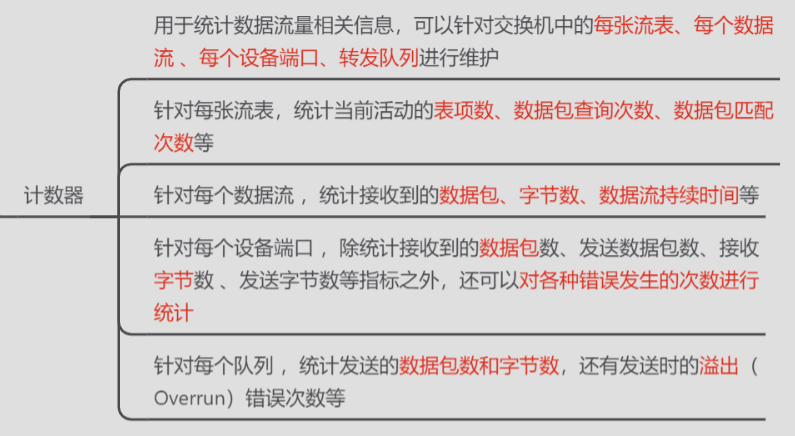 用于统计数据流量相关信息，可以针对交换机中的每张流表、每个数据
流 、每个设备端口、转发队列进行维护
针对每张流表，统计当前活动的表项数、数据包查询次数、数据包匹配
次数等
计数器
针对每个数据流 ，统计接收到的数据包、字节数、数据流持续时间等
针对每个设备端口 ，除统计接收到的数据包数、发送数据包数、接收
字节数 、发送字节数等指标之外，还可以对各种错误发生的次数进行
统计
针对每个队列 ，统计发送的数据包数和字节数，还有发送时的溢出（
Overrun）错误次数等